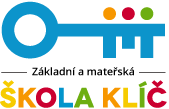 Základní a mateřská
ŠKOLA KLÍČ